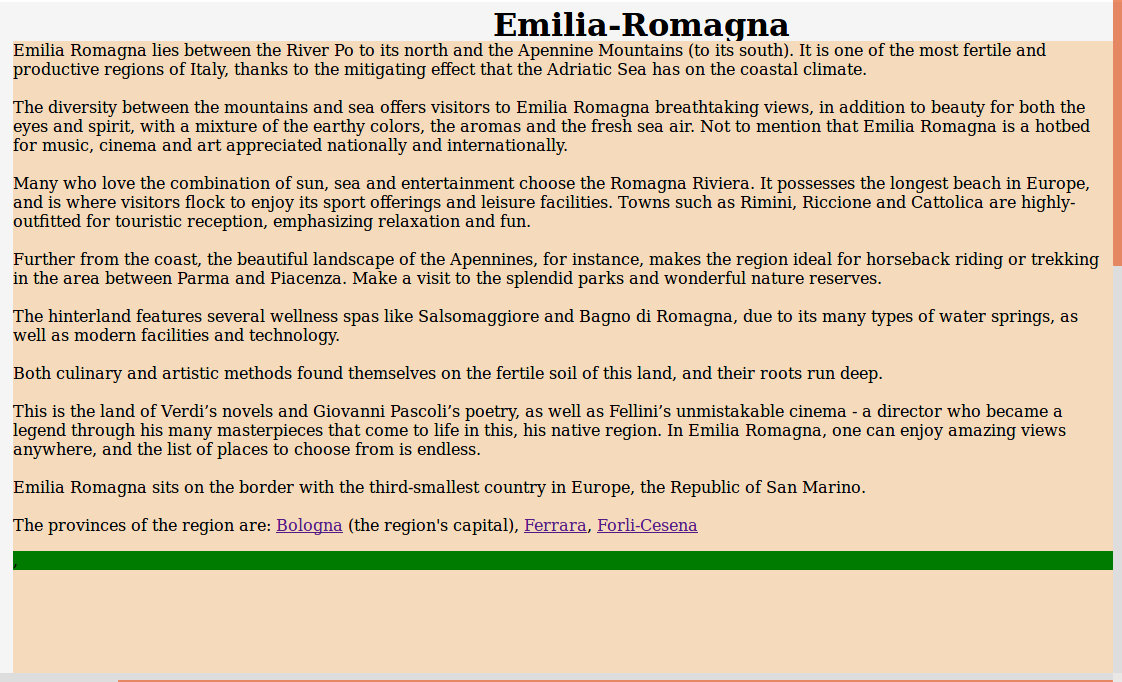 Emilia-Romagna
Emilia Romagna lies between the River Po to its north and the Apennine Mountains (to its south). It is one of the most fertile and
productive regions of Italy, thanks to the mitigating effect that the Adriatic Sea has on the coastal climate.
The diversity between the mountains and sea offers visitors to Emilia Romagna breathtaking views, in addition to beauty for both the
eyes and spirit, with a mixture of the earthy colors, the aromas and the fresh sea air. Not to mention that Emilia Romagna is a hotbed
for music, cinema and art appreciated nationally and internationally.
Many who love the combination of sun, sea and entertainment choose the Romagna Riviera. It possesses the longest beach in Europe,
and is where visitors flock to enjoy its sport offerings and leisure facilities. Towns such as Rimini, Riccione and Cattolica are highly-
outfitted for touristic reception, emphasizing relaxation and fun.
Further from the coast, the beautiful landscape of the Apennines, for instance, makes the region ideal for horseback riding or trekking
in the area between Parma and Piacenza. Make a visit to the splendid parks and wonderful nature reserves.
The hinterland features several wellness spas like Salsomaggiore and Bagno di Romagna, due to its many types of water springs, as
well as modern facilities and technology.
Both culinary and artistic methods found themselves on the fertile soil of this land, and their roots run deep.
This is the land of Verdi’s novels and Giovanni Pascoli’s poetry, as well as Fellini’s unmistakable cinema - a director who became a
legend through his many masterpieces that come to life in this, his native region. In Emilia Romagna, one can enjoy amazing views
anywhere, and the list of places to choose from is endless.
Emilia Romagna sits on the border with the third-smallest country in Europe, the Republic of San Marino.
The provinces of the region are: Bologna (the region's capital), Ferrara, Forli-Cesena
,